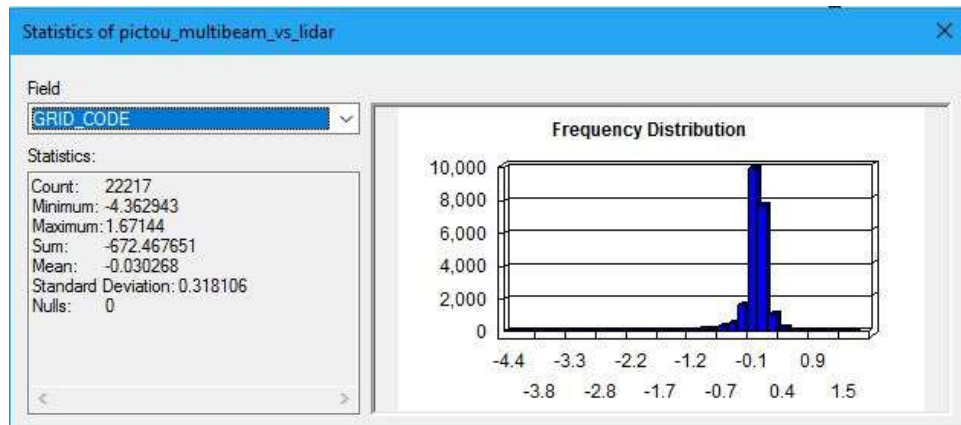 Statistics of pictou_multibeam_vs_lidar
Field
GRID_CODE
Statistics:
Count: 22217
Minimum: -4.362943
Maximum: 1.67144
Sum: -672.467651
Mean: -0.030268
Standard Deviation: 0.318106
Nulls: 0
Frequency Distribution
10,000
8,000
6,000
4,000
2,000
0
-4.4 -3.3 -2.2 -1.2 -0.1 0.9
-3.8 -2.8 -1.7 -0.7 0.4 1.5